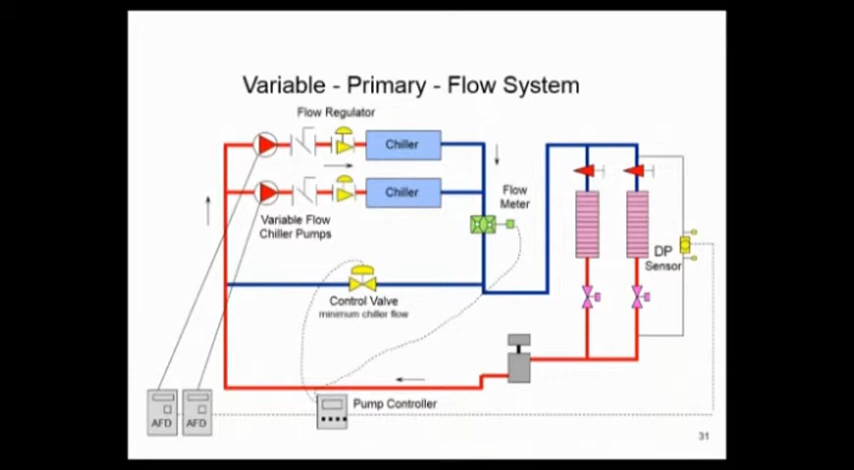 Variable - Primary - Flow System
Flow Regulator
Chiller
Chiller
Flow
Meter
Variable Flow
Chiller Pumps
DP
Sensor
Control Valve
minimum chiller flow
Pump Controller
AFD
AFD
31